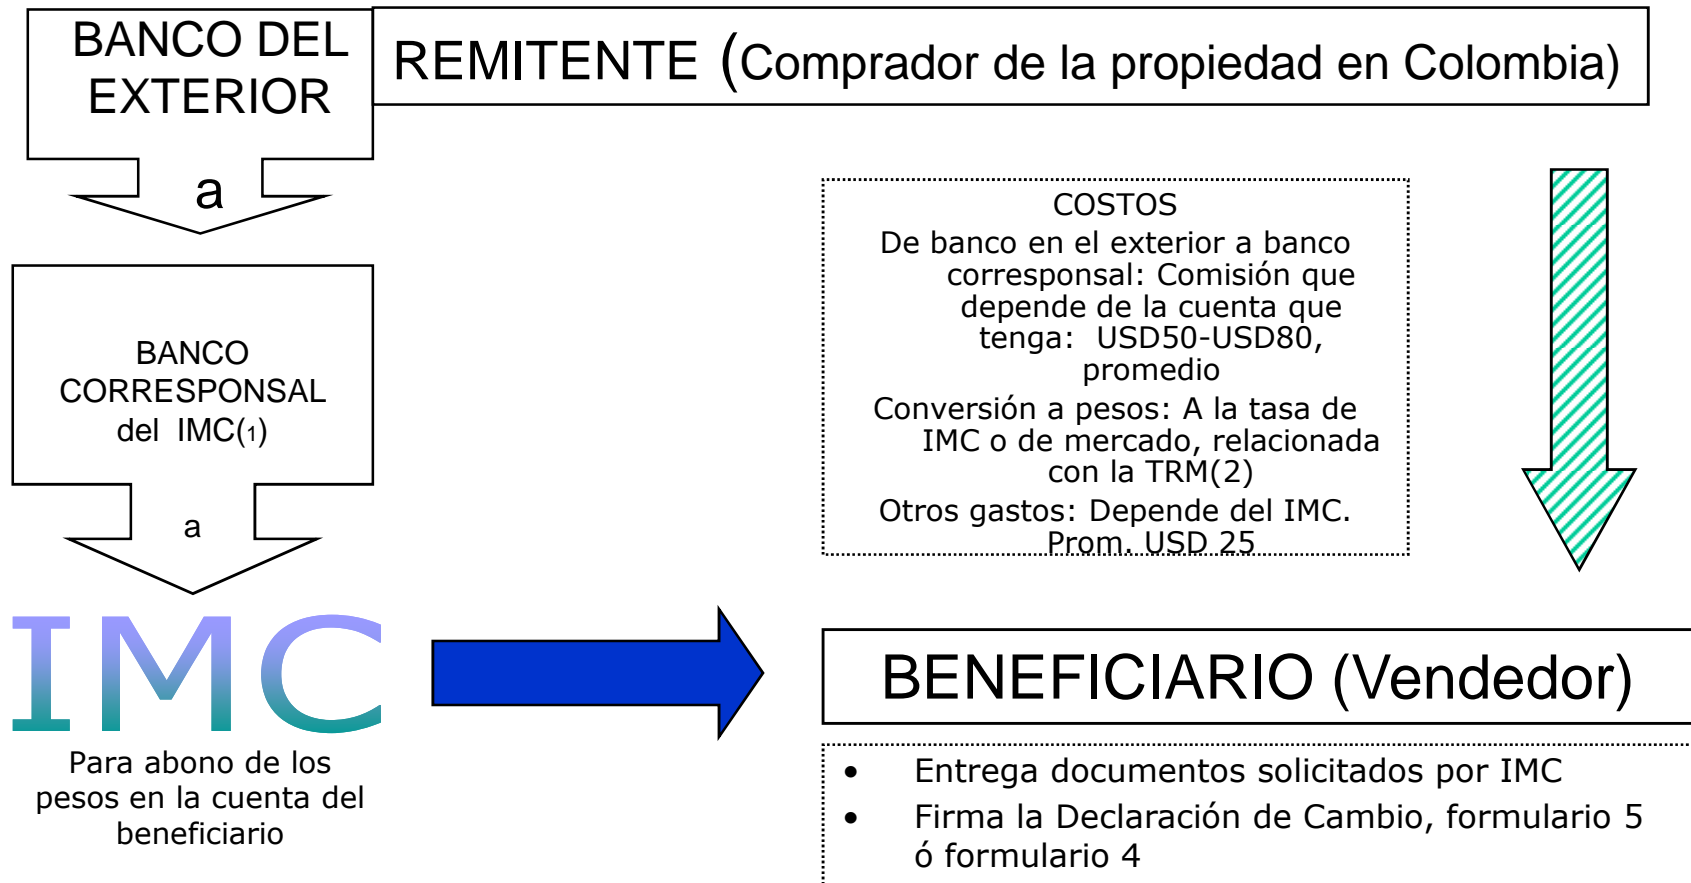 BANCO DEL
EXTERIOR
REMITENTE (Comprador de la propiedad en Colombia)
a
BANCO
CORRESPONSAL
del IMC(1)
a
IMC
Para abono de los
pesos en la cuenta del
beneficiario
COSTOS
De banco en el exterior a banco
corresponsal: Comisión que
depende de la cuenta que
tenga: USD50-USD80,
promedio
Conversión a pesos: A la tasa de
IMC o de mercado, relacionada
con la TRM(2)
Otros gastos: Depende del IMC.
Prom. USD 25
BENEFICIARIO (Vendedor)
• Entrega documentos solicitados por IMC
• Firma la Declaración de Cambio, formulario 5
ó formulario 4